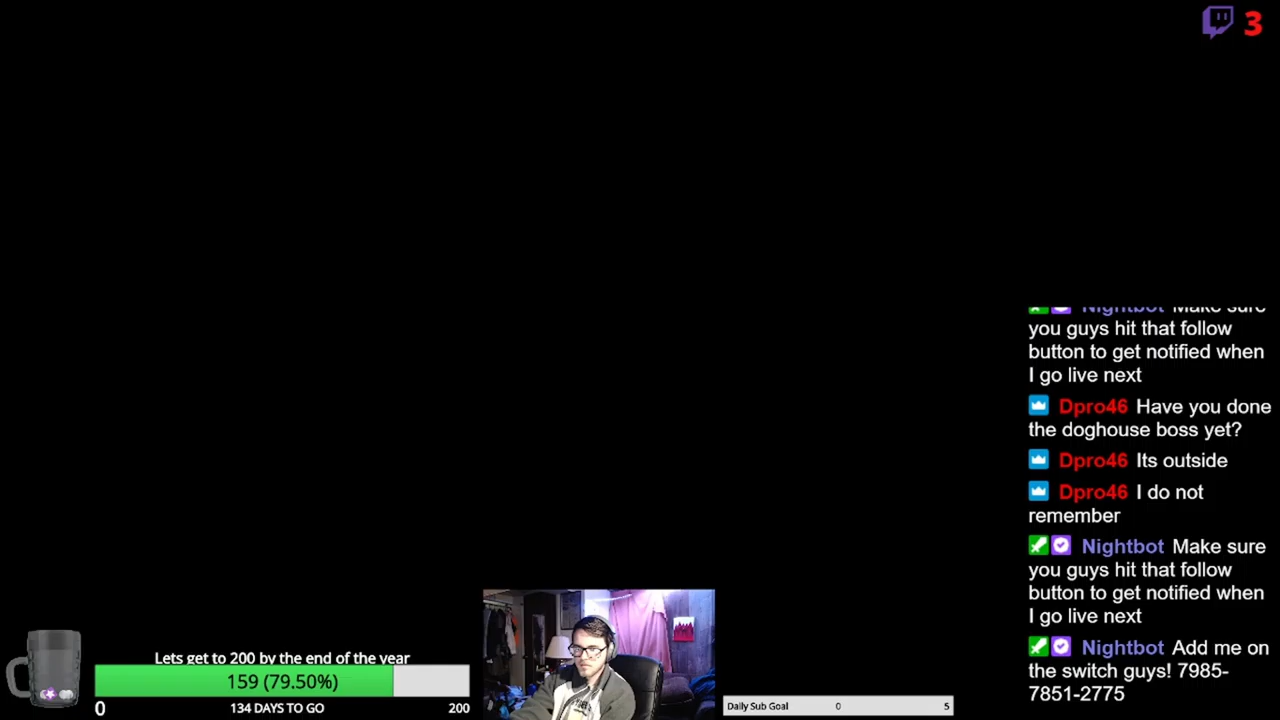 3
Nightbot Make sure
you guys hit that follow
button to get notified when
I go live next
Dpro46 Have you done
the doghouse boss yet?
Dpro46 Its outside
Dpro46 I do not
remember
Nightbot Make sure
you guys hit that follow
button to get notified when
I go live next
Nightbot Add me on
the switch guys! 7985-
7851-2775
Lets get to 200 by the end of the year
159 (79.50%)
0 134 DAYS TO GO 200
Daily Sub Goal 0 5